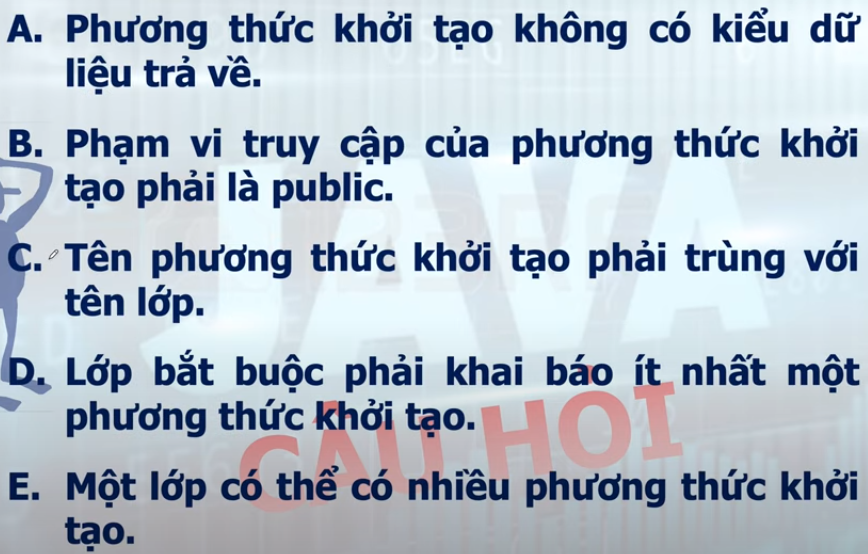 A. Phương thức khởi tạo không có kiểu dữ
liệu trả về.
B. Phạm vi truy cập của phương thức khởi
tạo phải là public.
C. Tên phương thức khởi tạo phải trùng với
tên lớp.
D. Lớp bắt buộc phải khai báo ít nhất một
phương thức khởi tạo.
E. Một lớp có thể có nhiều phương thức khởi
tạo.
JAVA
CÂU HỎI